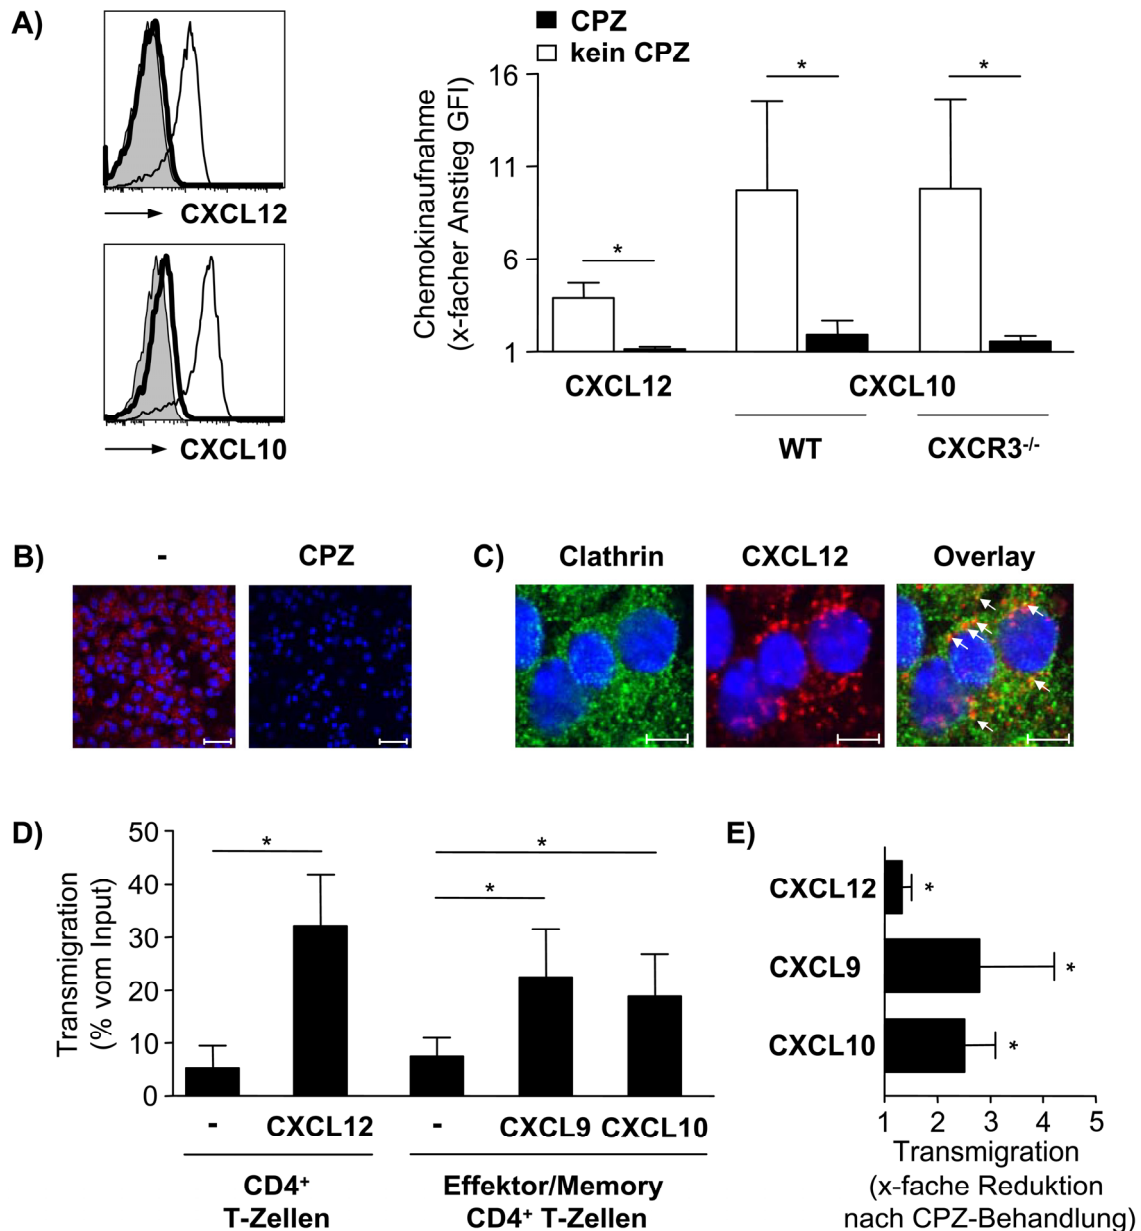 A)
CXCL12
CXCL10
CPZ
kein CPZ
Chemokinaufnahme
(x-facher Anstieg GFI)
16
11
6
1
*
*
*
CXCL12
CXCL10
WT
CXCR3-/-
B)
-
CPZ
C)
Clathrin
CXCL12
Overlay
D)
Transmigration
(% vom Input)
50
40
30
20
10
0
*
*
*
-
CXCL12
-
CXCL9
CXCL10
CD4+
T-Zellen
Effektor/Memory
CD4+ T-Zellen
E)
CXCL12
*
CXCL9
*
CXCL10
*
1 2 3 4 5
Transmigration
(x-fache Reduktion
nach CPZ-Behandlung)